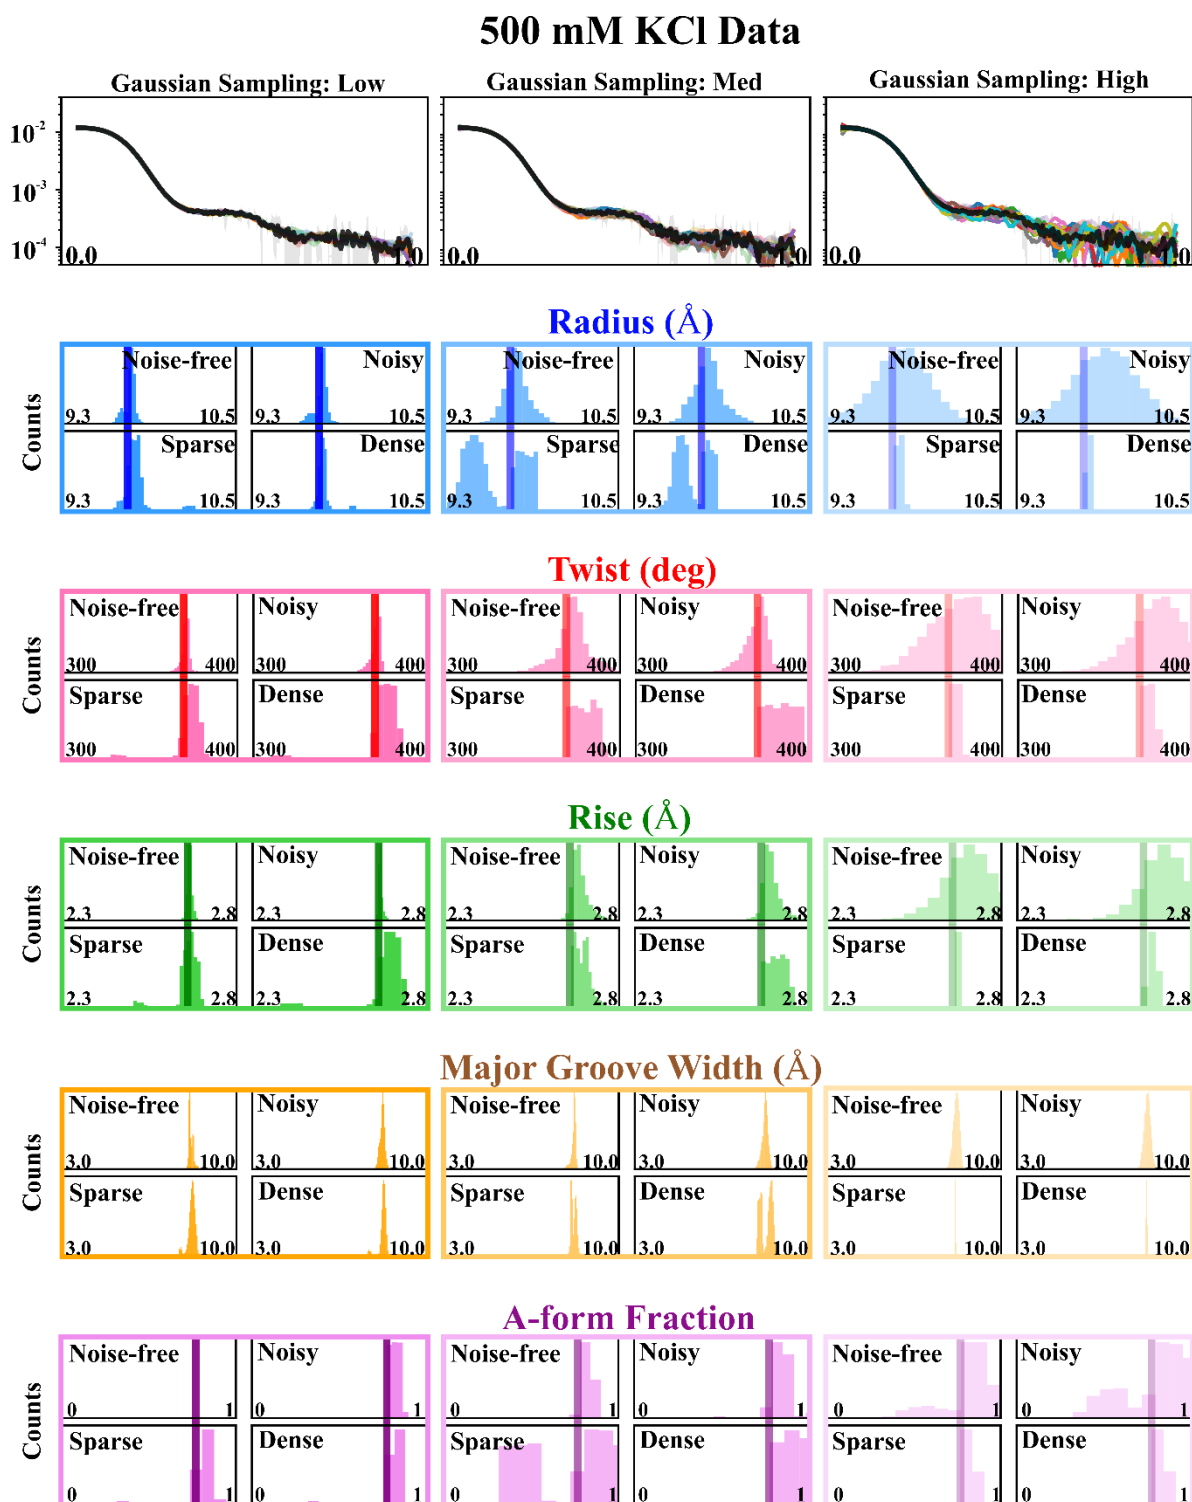 500 mM KCl Data
Gaussian Sampling: Low Gaussian Sampling: Med Gaussian Sampling: High
10⁻²
10⁻³
10⁻⁴
0.0 1.0 0.0 1.0 0.0 1.0
Radius (Å)
Counts
Noise-free Noisy Noise-free Noisy Noise-free Noisy
9.3 10.5 9.3 10.5 9.3 10.5 9.3 10.5 9.3 10.5 9.3 10.5
Sparse Dense Sparse Dense Sparse Dense
9.3 10.5 9.3 10.5 9.3 10.5 9.3 10.5 9.3 10.5 9.3 10.5
Twist (deg)
Counts
Noise-free Noisy Noise-free Noisy Noise-free Noisy
300 400 300 400 300 400 300 400 300 400 300 400
Sparse Dense Sparse Dense Sparse Dense
300 400 300 400 300 400 300 400 300 400 300 400
Rise (Å)
Counts
Noise-free Noisy Noise-free Noisy Noise-free Noisy
2.3 2.8 2.3 2.8 2.3 2.8 2.3 2.8 2.3 2.8 2.3 2.8
Sparse Dense Sparse Dense Sparse Dense
2.3 2.8 2.3 2.8 2.3 2.8 2.3 2.8 2.3 2.8 2.3 2.8
Major Groove Width (Å)
Counts
Noise-free Noisy Noise-free Noisy Noise-free Noisy
3.0 10.0 3.0 10.0 3.0 10.0 3.0 10.0 3.0 10.0 3.0 10.0
Sparse Dense Sparse Dense Sparse Dense
3.0 10.0 3.0 10.0 3.0 10.0 3.0 10.0 3.0 10.0 3.0 10.0
A-form Fraction
Counts
Noise-free Noisy Noise-free Noisy Noise-free Noisy
0 1 0 1 0 1 0 1 0 1 0 1
Sparse Dense Sparse Dense Sparse Dense
0 1 0 1 0 1 0 1 0 1 0 1